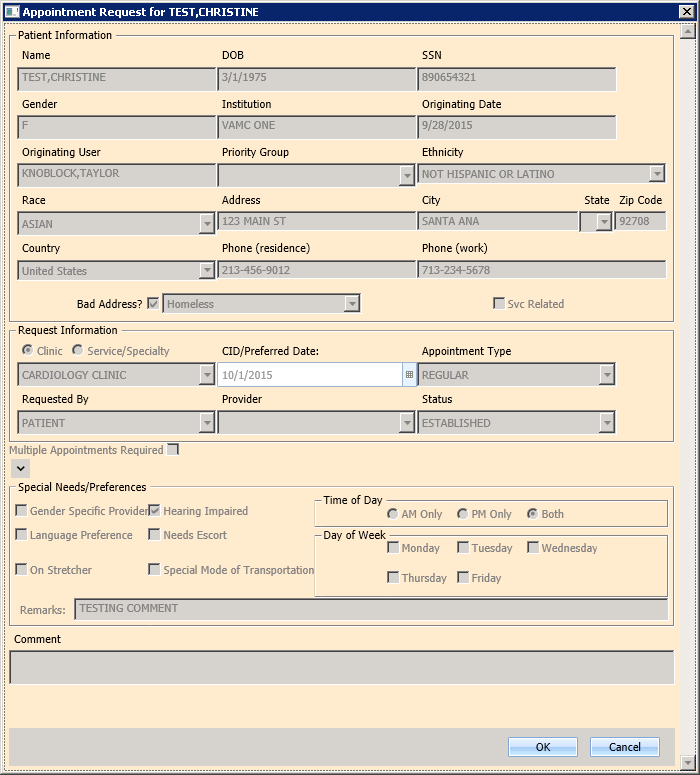 Appointment Request for TEST,CHRISTINE
Patient Information
Name DOB SSN
TEST,CHRISTINE 3/1/1975 890654321
Gender Institution Originating Date
F VAMC ONE 9/28/2015
Originating User Priority Group Ethnicity
KNOBLOCK,TAYLOR NOT HISPANIC OR LATINO
Race Address City State Zip Code
ASIAN 123 MAIN ST SANTA ANA 92708
Country Phone (residence) Phone (work)
United States 213-456-9012 713-234-5678
Bad Address? Homeless Svc Related
Request Information
Clinic Service/Specialty CID/Preferred Date: Appointment Type
CARDIOLOGY CLINIC 10/1/2015 REGULAR
Requested By Provider Status
PATIENT ESTABLISHED
Multiple Appointments Required
Special Needs/Preferences
Gender Specific Provider Hearing Impaired
Language Preference Needs Escort
On Stretcher Special Mode of Transportation
Time of Day
AM Only PM Only Both
Day of Week
Monday Tuesday Wednesday
Thursday Friday
Remarks: TESTING COMMENT
Comment
OK Cancel